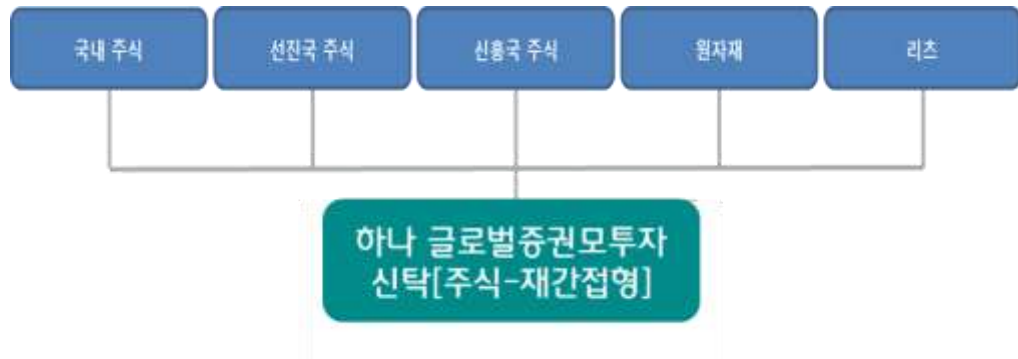 국내 주식
선진국 주식
신흥국 주식
원자재
리츠
하나 글로벌증권모투자
신탁[주식-재간접형]